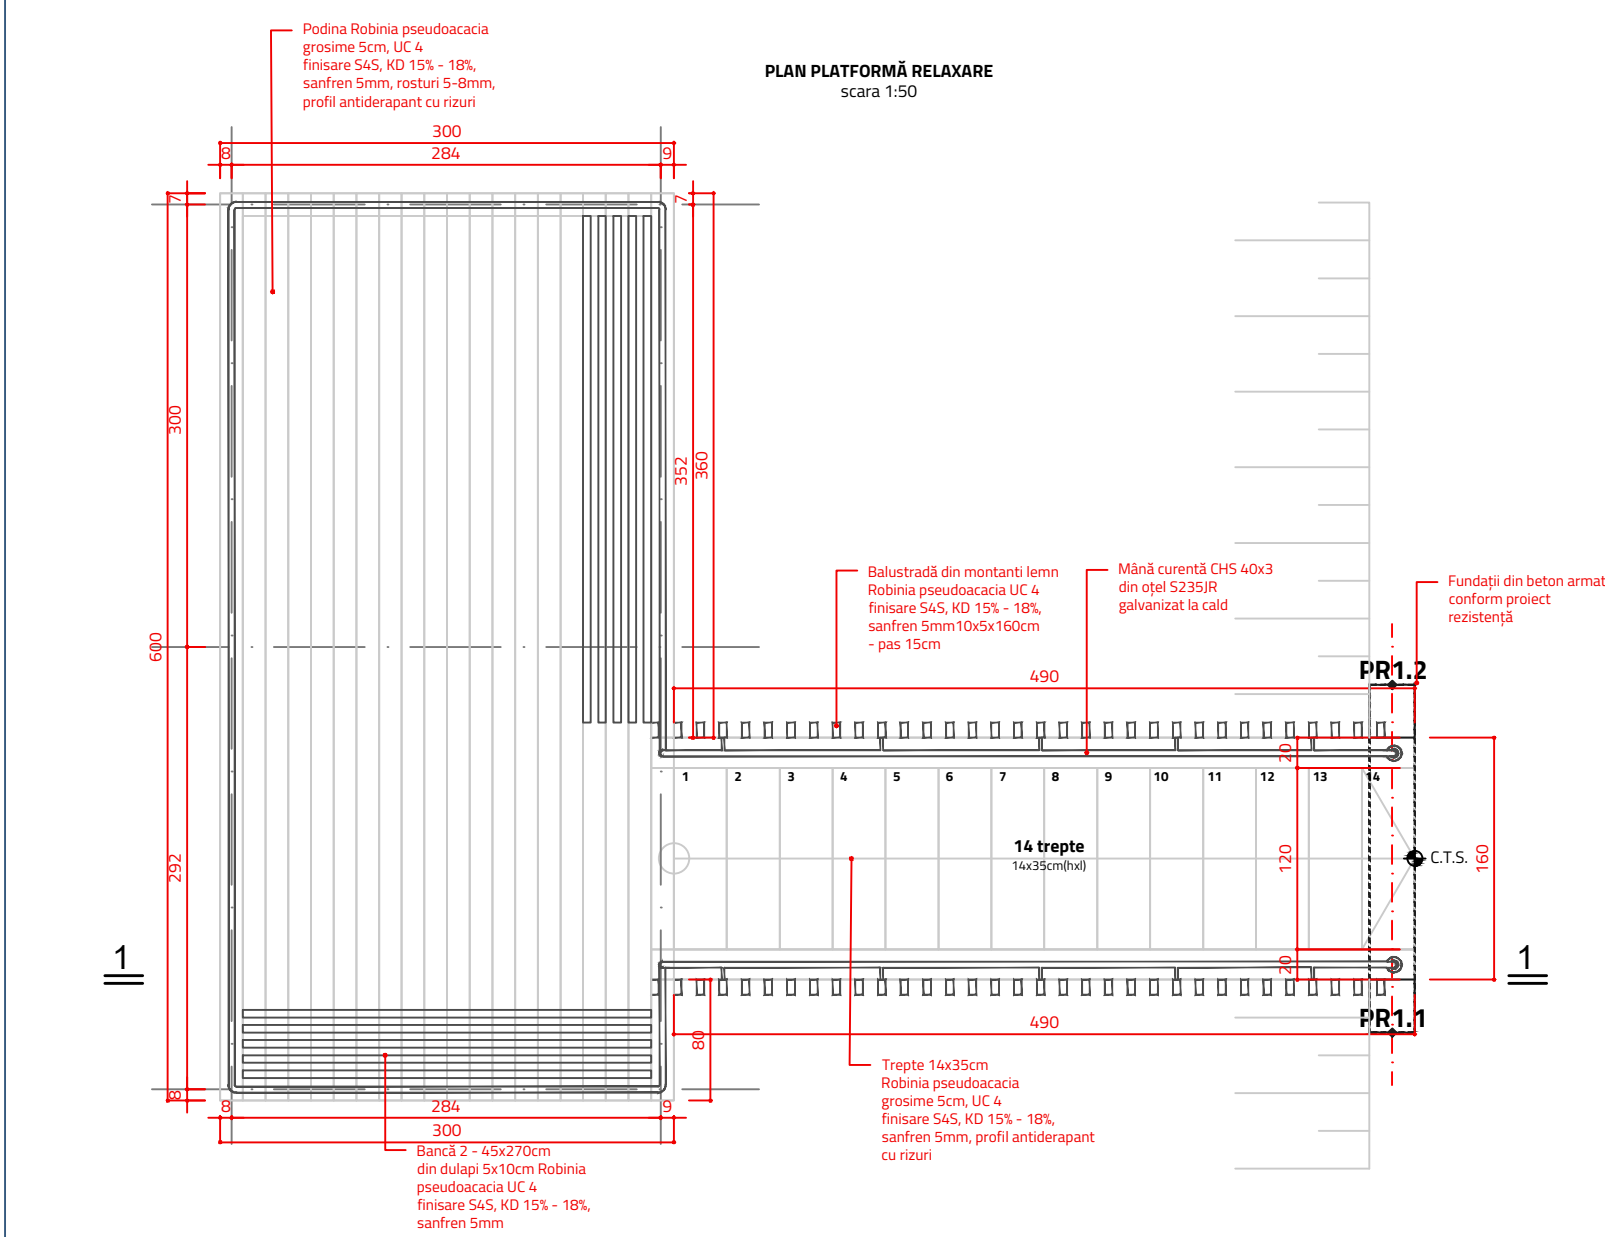 Podina Robinia pseudoacacia
grosime 5cm, UC 4
finisare S4S, KD 15% - 18%,
sanfren 5mm, rosturi 5-8mm,
profil antiderapant cu rizuri
PLAN PLATFORMĂ RELAXARE
scara 1:50
300
8
284
9
7
7
300
352
360
600
292
8
Balustradă din montanti lemn
Robinia pseudoacacia UC 4
finisare S4S, KD 15% - 18%,
sanfren 5mm10x5x160cm
- pas 15cm
Mână curentă CHS 40x3
din oțel S235JR
galvanizat la cald
Fundații din beton armat
conform proiect
rezistență
PR1.2
490
20
1 2 3 4 5 6 7 8 9 10 11 12 13 14
14 trepte
14x35cm(hxl)
120
C.T.S.
160
1
1
20
490
PR1.1
80
8
284
9
300
Trepte 14x35cm
Robinia pseudoacacia
grosime 5cm, UC 4
finisare S4S, KD 15% - 18%,
sanfren 5mm, profil antiderapant
cu rizuri
Bancă 2 - 45x270cm
din dulapi 5x10cm Robinia
pseudoacacia UC 4
finisare S4S, KD 15% - 18%,
sanfren 5mm